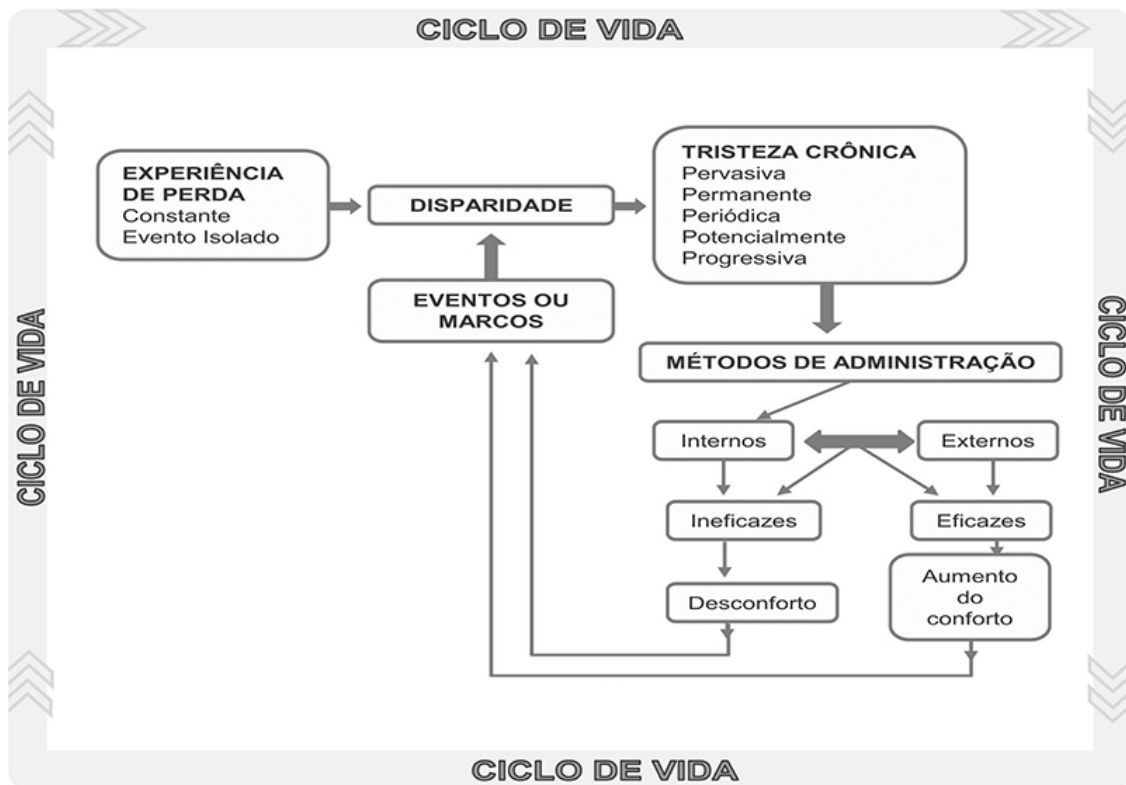 CICLO DE VIDA
EXPERIÊNCIA
DE PERDA
Constante
Evento Isolado
DISPARIDADE
TRISTEZA CRÔNICA
Pervasiva
Permanente
Periódica
Potencialmente
Progressiva
EVENTOS OU
MARCOS
MÉTODOS DE ADMINISTRAÇÃO
Internos
Externos
Ineficazes
Eficazes
Desconforto
Aumento
do
conforto
CICLO DE VIDA
CICLO DE VIDA
CICLO DE VIDA